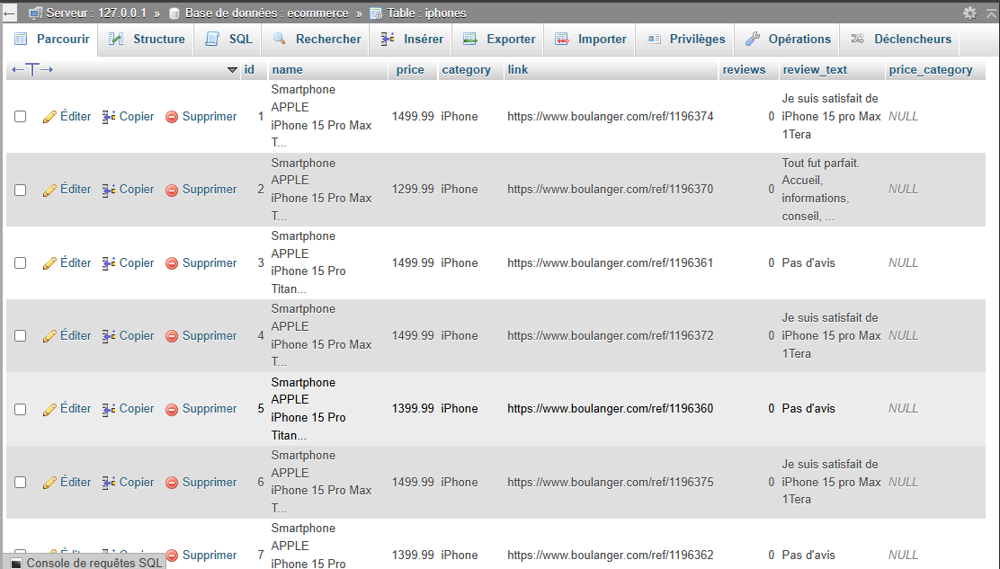 Serveur : 127.0.0.1 » Base de données : ecommerce » Table : iphones
Parcourir Structure SQL Rechercher Insérer Exporter Importer Privilèges Opérations Déclencheurs
←T→ id name price category link reviews review_text price_category
Éditer Copier Supprimer 1 Smartphone APPLE iPhone 15 Pro Max T... 1499.99 iPhone https://www.boulanger.com/ref/1196374 0 Je suis satisfait de iPhone 15 pro Max 1Tera NULL
Éditer Copier Supprimer 2 Smartphone APPLE iPhone 15 Pro Max T... 1299.99 iPhone https://www.boulanger.com/ref/1196370 0 Tout fut parfait. Accueil, informations, conseil, ... NULL
Éditer Copier Supprimer 3 Smartphone APPLE iPhone 15 Pro Titan... 1499.99 iPhone https://www.boulanger.com/ref/1196361 0 Pas d'avis NULL
Éditer Copier Supprimer 4 Smartphone APPLE iPhone 15 Pro Max T... 1499.99 iPhone https://www.boulanger.com/ref/1196372 0 Je suis satisfait de iPhone 15 pro Max 1Tera NULL
Éditer Copier Supprimer 5 Smartphone APPLE iPhone 15 Pro Titan... 1399.99 iPhone https://www.boulanger.com/ref/1196360 0 Pas d'avis NULL
Éditer Copier Supprimer 6 Smartphone APPLE iPhone 15 Pro Max T... 1499.99 iPhone https://www.boulanger.com/ref/1196375 0 Je suis satisfait de iPhone 15 pro Max 1Tera NULL
Éditer Copier Supprimer 7 Smartphone APPLE iPhone 15 Pro 1399.99 iPhone https://www.boulanger.com/ref/1196362 0 Pas d'avis NULL
Console de requêtes SQL